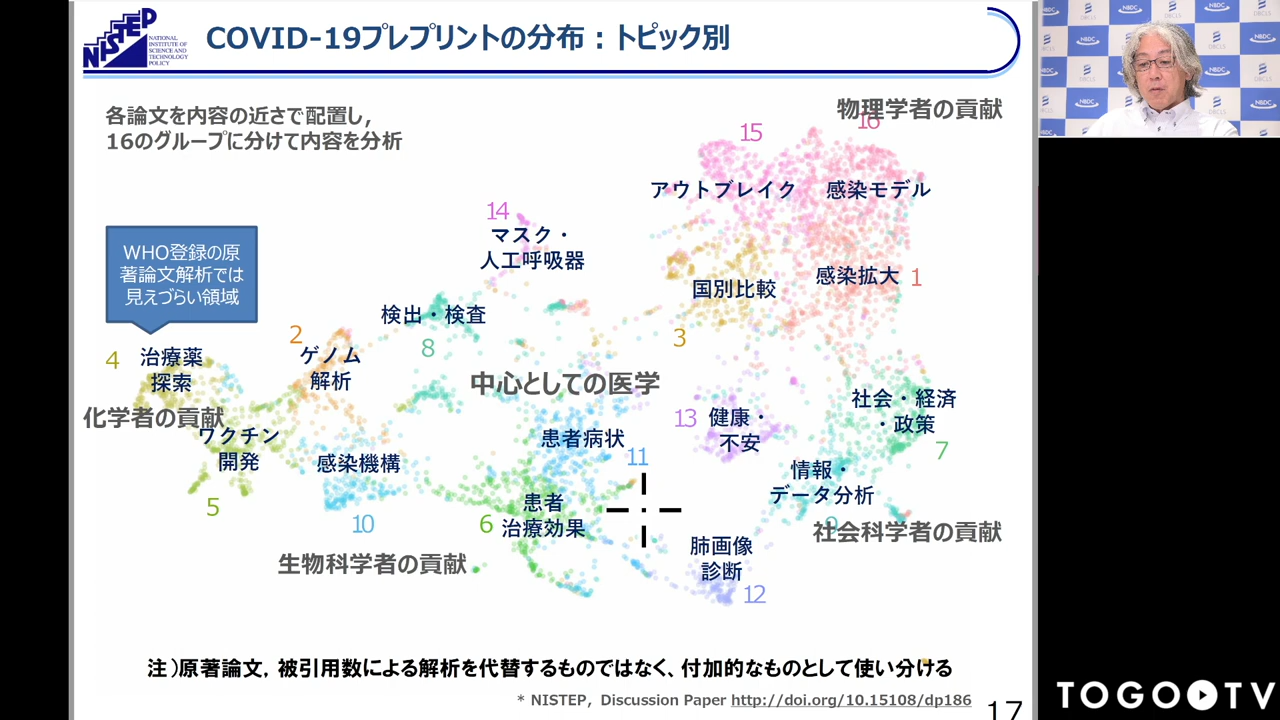 NISTEP
NATIONAL
INSTITUTE OF
SCIENCE AND
TECHNOLOGY
POLICY
COVID-19プレプリントの分布：トピック別
各論文を内容の近さで配置し，
16のグループに分けて内容を分析
物理学者の貢献
15
16
アウトブレイク
感染モデル
14
マスク・
人工呼吸器
WHO登録の原
著論文解析では
見えづらい領域
国別比較
感染拡大
1
検出・検査
8
2
ゲノム
解析
3
4
治療薬
探索
中心としての医学
化学者の貢献
ワクチン
開発
5
感染機構
10
患者病状
11
13
健康・
不安
社会・経済
・政策
7
情報・
データ分析
9
社会科学者の貢献
6
患者
治療効果
生物科学者の貢献
肺画像
診断
12
注）原著論文，被引用数による解析を代替するものではなく、付加的なものとして使い分ける
* NISTEP，Discussion Paper http://doi.org/10.15108/dp186
17
NBDC
DBCLS
TOGO TV